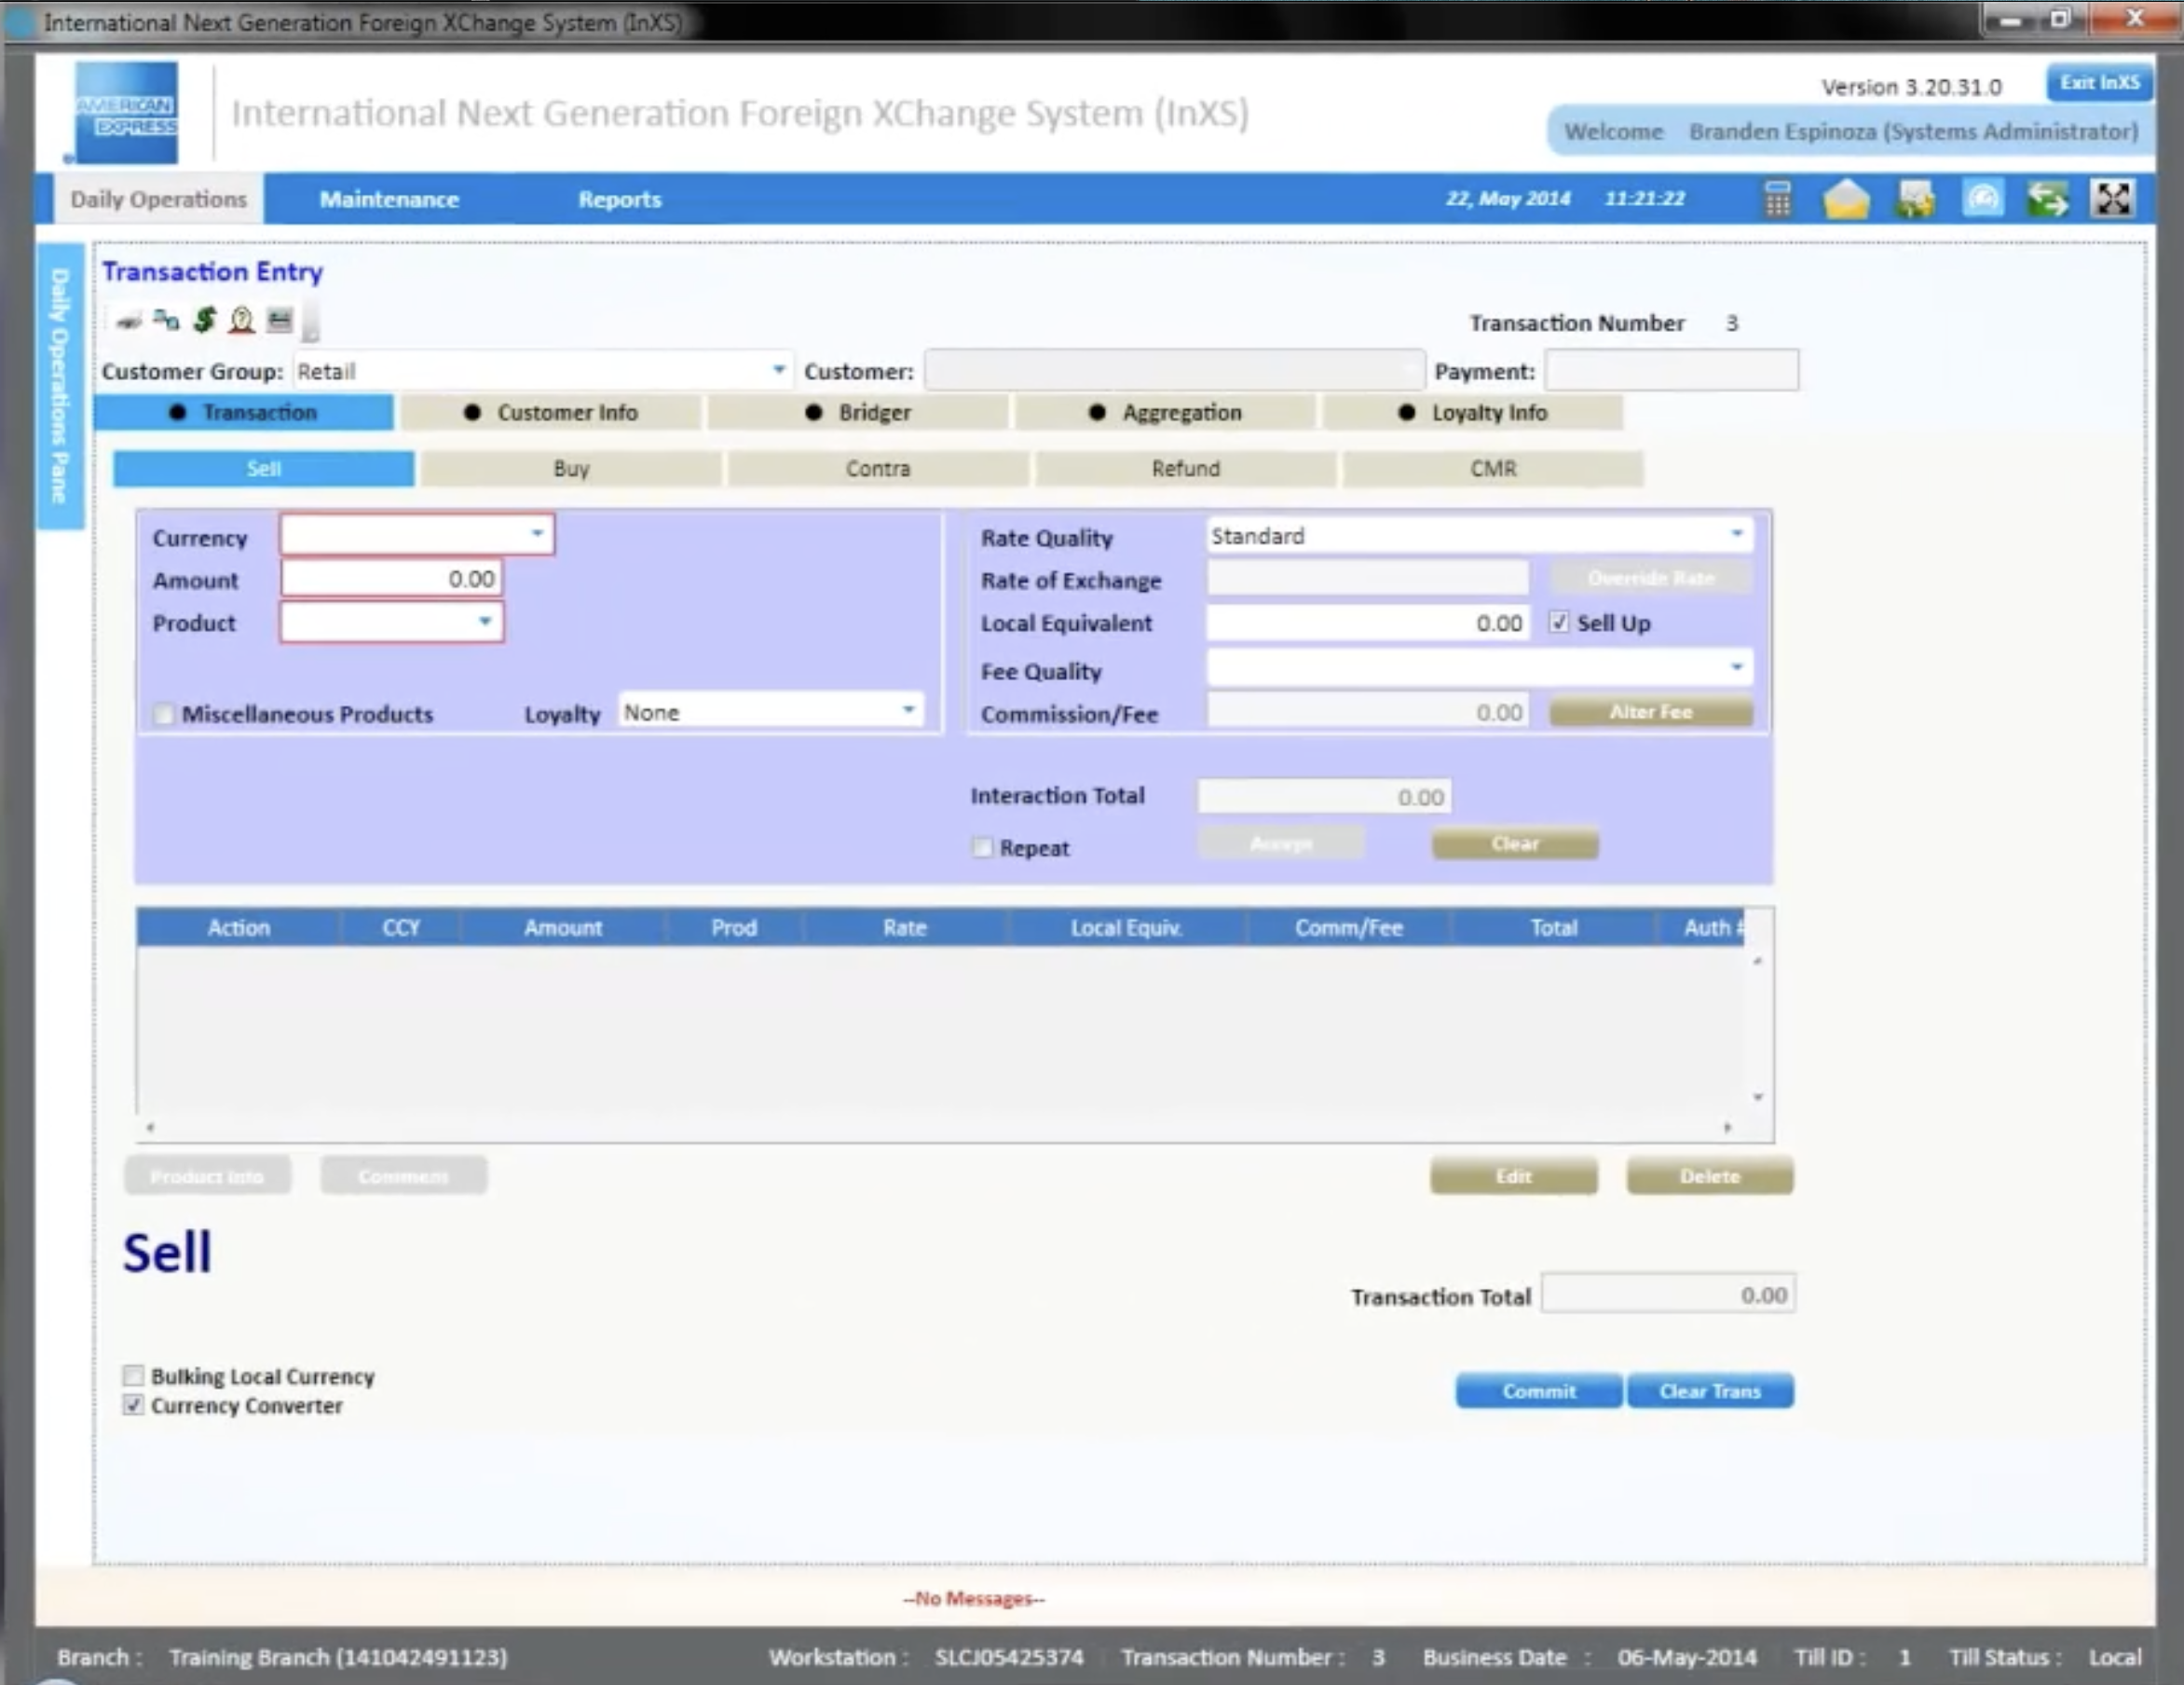 International Next Generation Foreign XChange System (InXS)
AMERICAN EXPRESS
International Next Generation Foreign XChange System (InXS)
Version 3.20.31.0
Exit InXS
Welcome Branden Espinoza (Systems Administrator)
Daily Operations Maintenance Reports 22, May 2014 11:21:22
Daily Operations Pane
Transaction Entry
Transaction Number 3
Customer Group: Retail Customer: Payment:
Transaction Customer Info Bridger Aggregation Loyalty Info
Sell Buy Contra Refund CMR
Currency Rate Quality Standard
Amount 0.00 Rate of Exchange Override Rate
Product Local Equivalent 0.00 Sell Up
Fee Quality
Miscellaneous Products Loyalty None Commission/Fee 0.00 Alter Fee
Interaction Total 0.00
Repeat Accept Clear
Action CCY Amount Prod Rate Local Equiv. Comm/Fee Total Auth #
Product Info Comment Edit Delete
Sell
Transaction Total 0.00
Bulking Local Currency
Currency Converter
Commit Clear Trans
--No Messages--
Branch : Training Branch (141042491123) Workstation : SLCJ05425374 Transaction Number : 3 Business Date : 06-May-2014 Till ID : 1 Till Status : Local